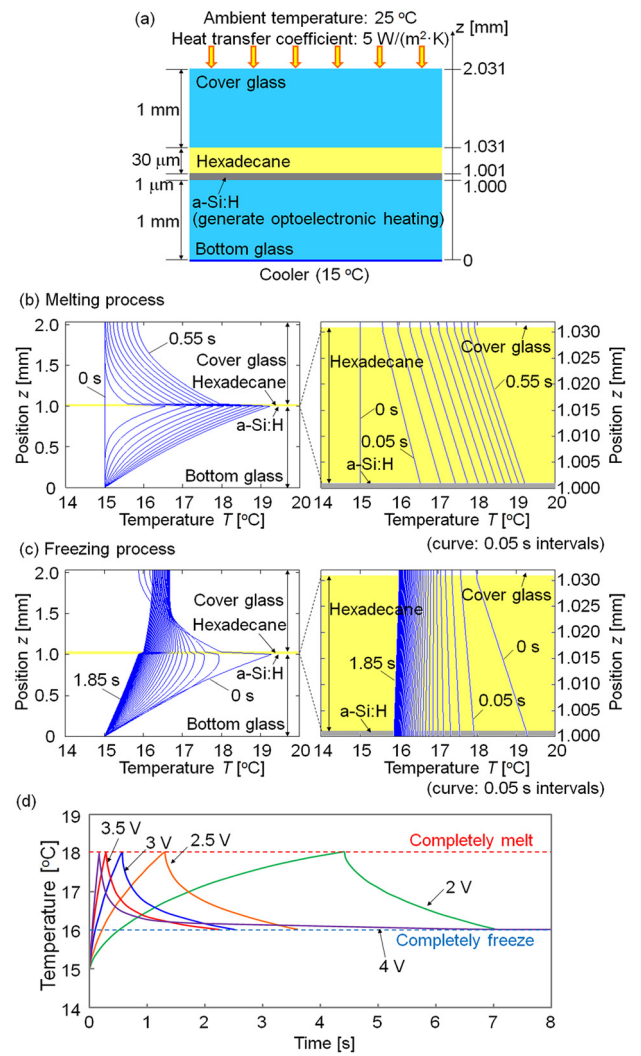 (a)
Ambient temperature: 25 °C
Heat transfer coefficient: 5 W/(m²·K)
z [mm]
2.031
Cover glass
1 mm
1.031
30 μm
Hexadecane
1.001
1 μm
1.000
a-Si:H
(generate optoelectronic heating)
1 mm
Bottom glass
0
Cooler (15 °C)
(b) Melting process
Position z [mm]
2.0
1.5
1.0
0.5
0
0.55 s
0 s
Cover glass
Hexadecane
a-Si:H
Bottom glass
14 15 16 17 18 19 20
Temperature T [°C]
Hexadecane
Cover glass
0.55 s
0 s
0.05 s
a-Si:H
1.030
1.025
1.020
1.015
1.010
1.005
1.000
Position z [mm]
14 15 16 17 18 19 20
Temperature T [°C]
(curve: 0.05 s intervals)
(c) Freezing process
Position z [mm]
2.0
1.5
1.0
0.5
0
Cover glass
Hexadecane
a-Si:H
1.85 s
0 s
Bottom glass
14 15 16 17 18 19 20
Temperature T [°C]
Hexadecane
Cover glass
0 s
1.85 s
0.05 s
a-Si:H
1.030
1.025
1.020
1.015
1.010
1.005
1.000
Position z [mm]
14 15 16 17 18 19 20
Temperature T [°C]
(curve: 0.05 s intervals)
(d)
Temperature [°C]
19
18
17
16
15
14
3.5 V
3 V
2.5 V
Completely melt
2 V
Completely freeze
4 V
0 1 2 3 4 5 6 7 8
Time [s]